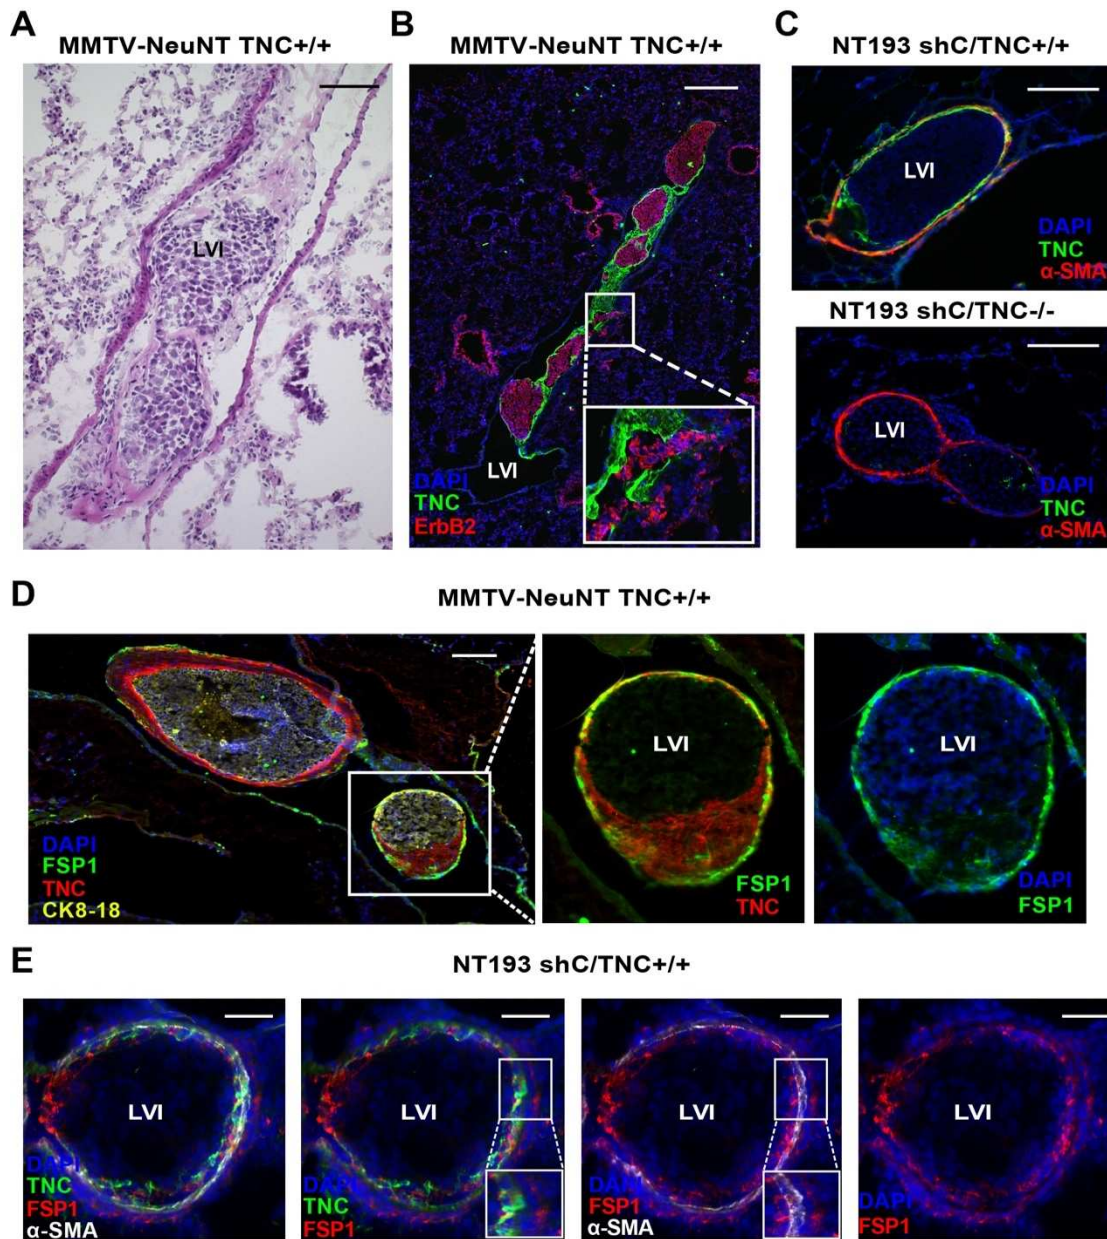 A
MMTV-NeuNT TNC+/+
LVI
B
MMTV-NeuNT TNC+/+
LVI
DAPI
TNC
ErbB2
C
NT193 shC/TNC+/+
LVI
DAPI
TNC
α-SMA
NT193 shC/TNC-/-
LVI
DAPI
TNC
α-SMA
D
MMTV-NeuNT TNC+/+
DAPI
FSP1
TNC
CK8-18
LVI
FSP1
TNC
LVI
DAPI
FSP1
E
NT193 shC/TNC+/+
LVI
DAPI
TNC
FSP1
α-SMA
LVI
DAPI
TNC
FSP1
LVI
DAPI
FSP1
α-SMA
LVI
DAPI
FSP1